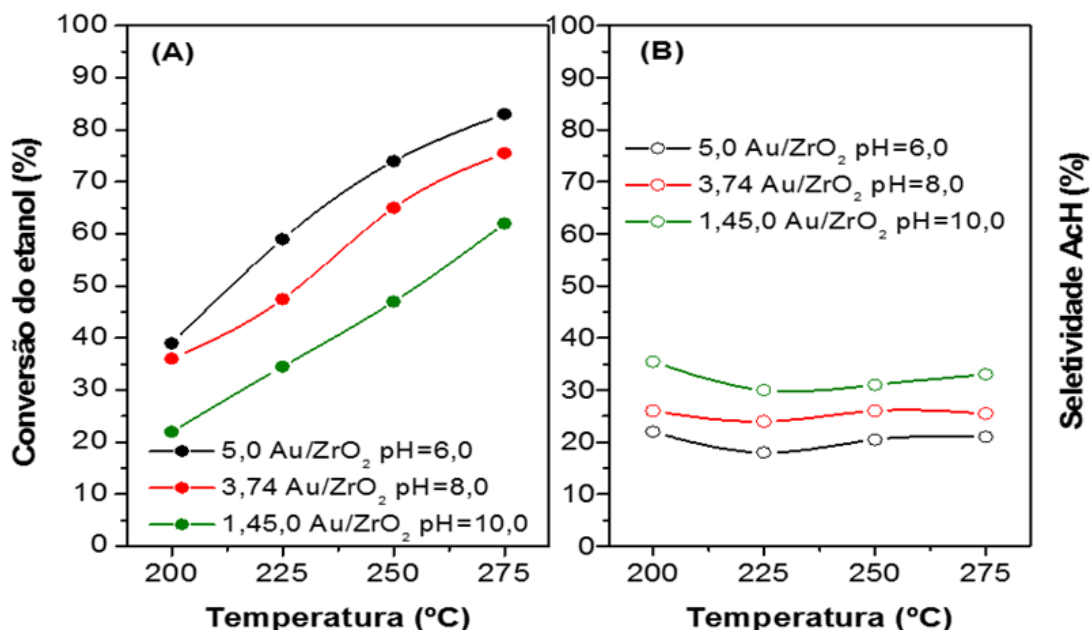 (A)
100
90
80
70
60
50
40
30
20
10
0
Conversão do etanol (%)
5,0 Au/ZrO₂ pH=6,0
3,74 Au/ZrO₂ pH=8,0
1,45,0 Au/ZrO₂ pH=10,0
200 225 250 275
Temperatura (ºC)
(B)
100
90
80
70
60
50
40
30
20
10
0
5,0 Au/ZrO₂ pH=6,0
3,74 Au/ZrO₂ pH=8,0
1,45,0 Au/ZrO₂ pH=10,0
200 225 250 275
Temperatura (ºC)
Seletividade AcH (%)